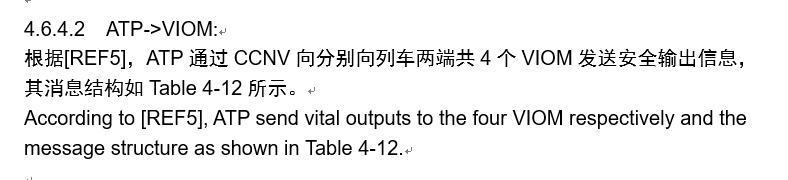 4.6.4.2 ATP->VIOM:
根据[REF5]，ATP 通过 CCNV 向分别向列车两端共 4 个 VIOM 发送安全输出信息，
其消息结构如 Table 4-12 所示。
According to [REF5], ATP send vital outputs to the four VIOM respectively and the
message structure as shown in Table 4-12.